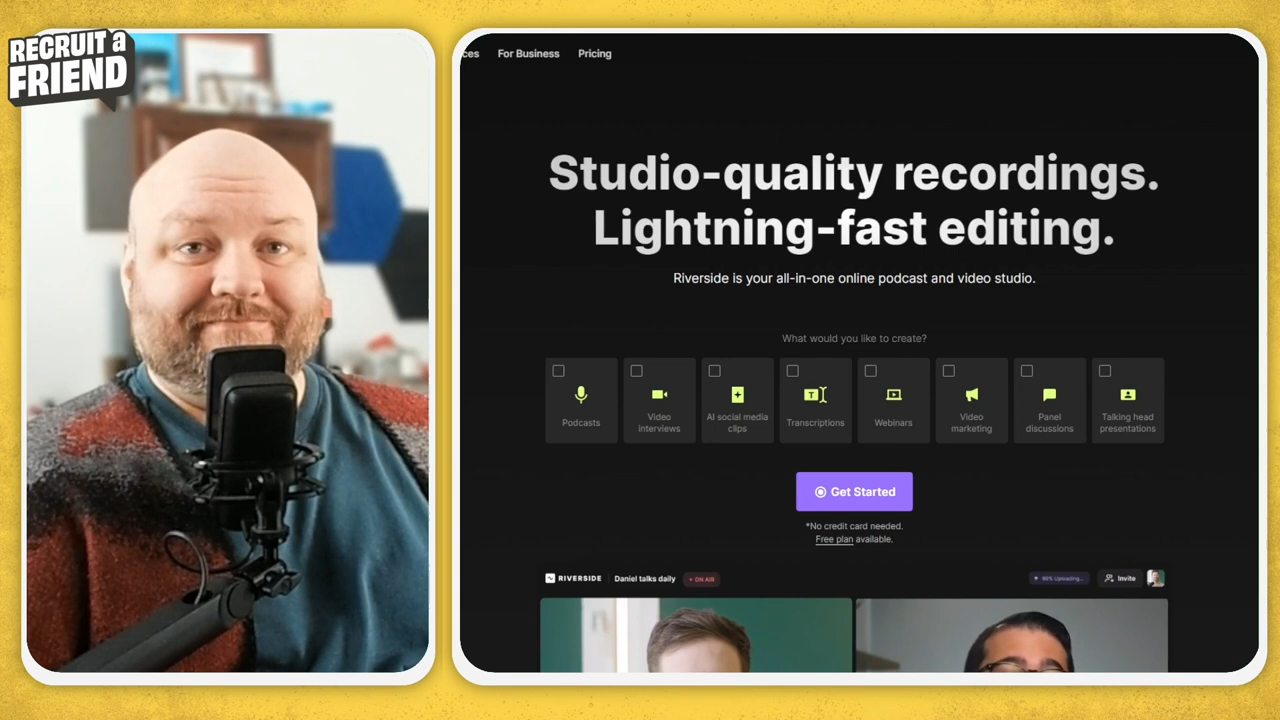 RECRUIT a
FRIEND
ces For Business Pricing
Studio-quality recordings.
Lightning-fast editing.
Riverside is your all-in-one online podcast and video studio.
What would you like to create?
Podcasts
Video
interviews
AI social media
clips
Transcriptions
Webinars
Video
marketing
Panel
discussions
Talking head
presentations
Get Started
*No credit card needed.
Free plan available.
RIVERSIDE Daniel talks daily ON AIR Uploading... Invite